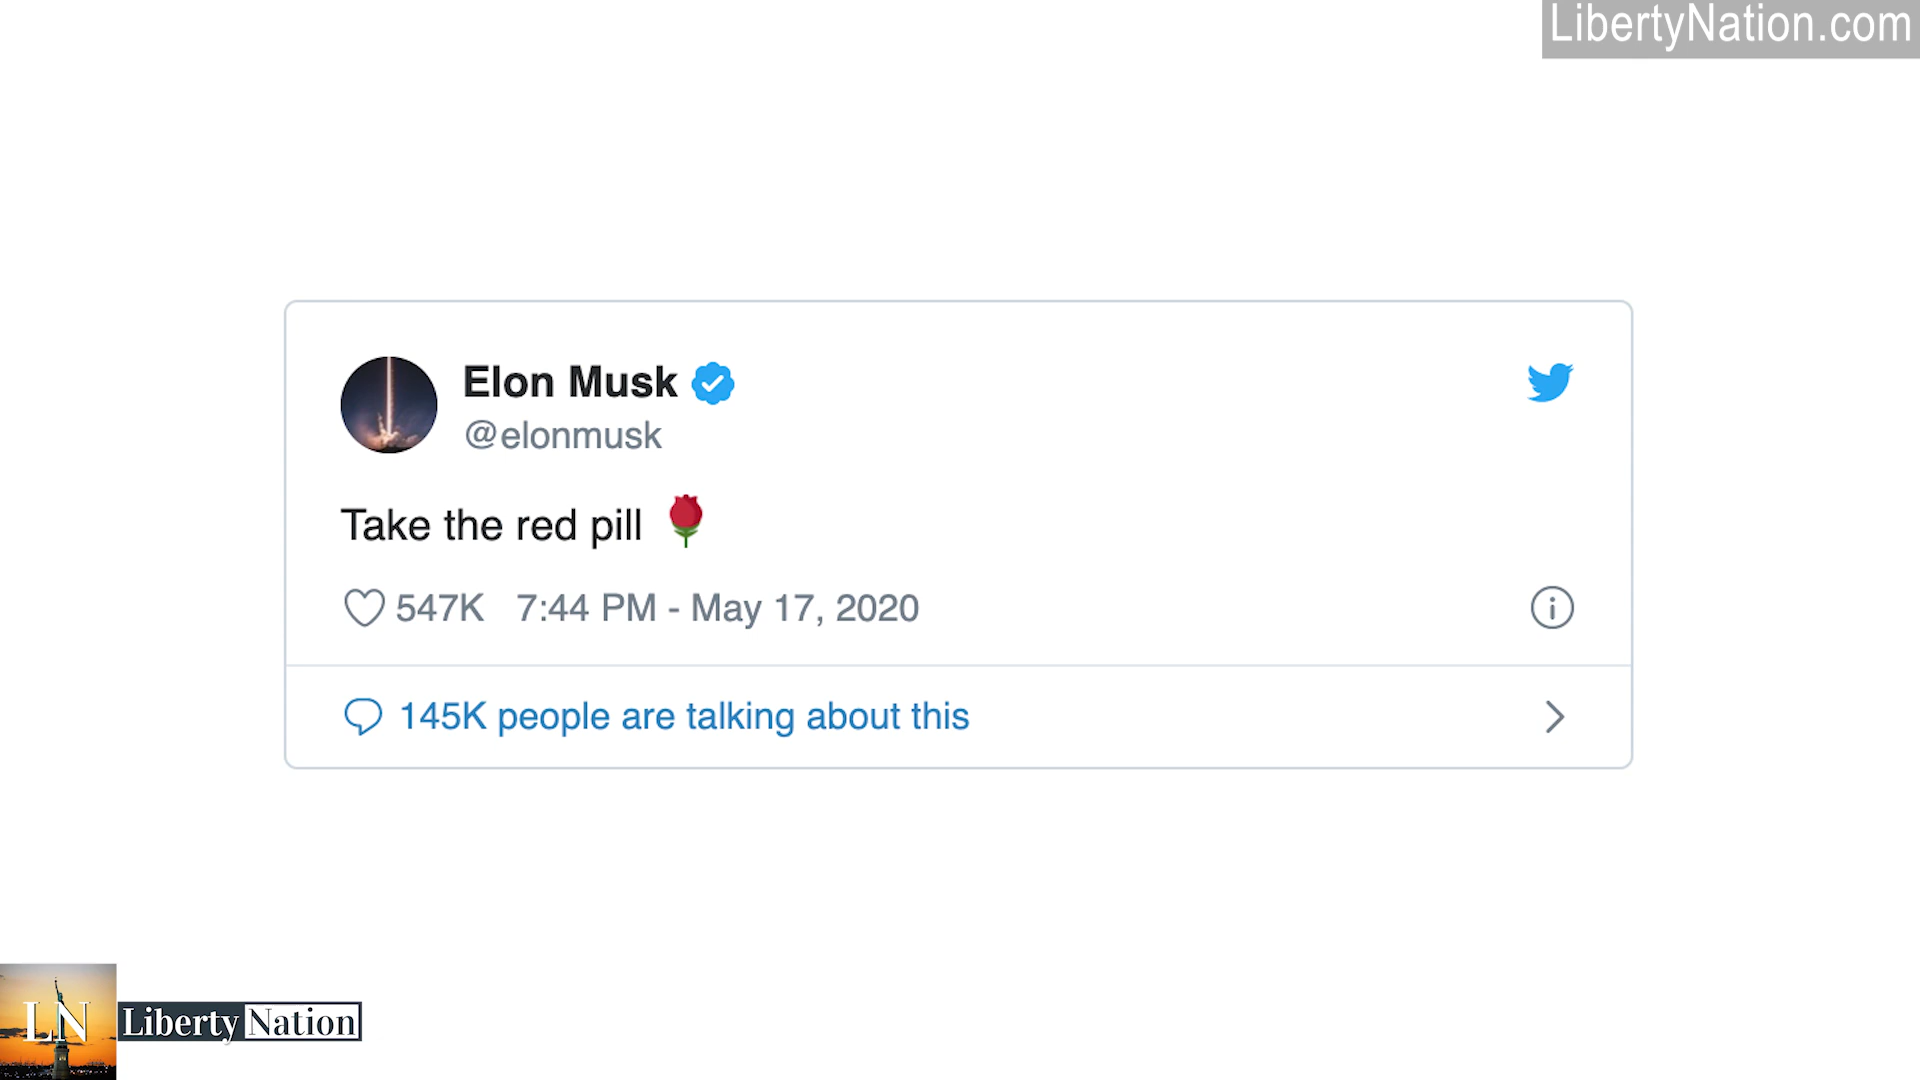 LibertyNation.com
Elon Musk
@elonmusk
Take the red pill 🌹
547K 7:44 PM - May 17, 2020
145K people are talking about this
LN
Liberty Nation